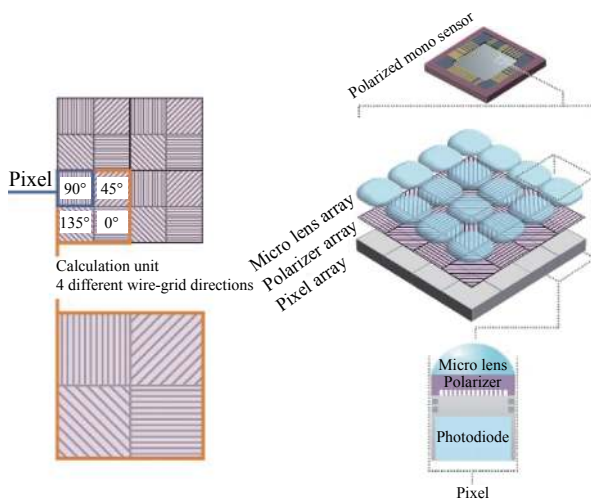 Polarized mono sensor
Pixel
90°
45°
135°
0°
Calculation unit
4 different wire-grid directions
Micro lens array
Polarizer array
Pixel array
Micro lens
Polarizer
Photodiode
Pixel